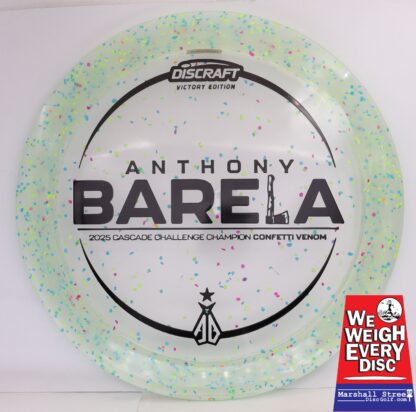 DISCRAFT
VICTORY EDITION
ANTHONY
BARELA
2025 CASCADE CHALLENGE CHAMPION CONFETTI VENOM
WE
WEIGH
EVERY
DISC
Marshall Street
DiscGolf.com